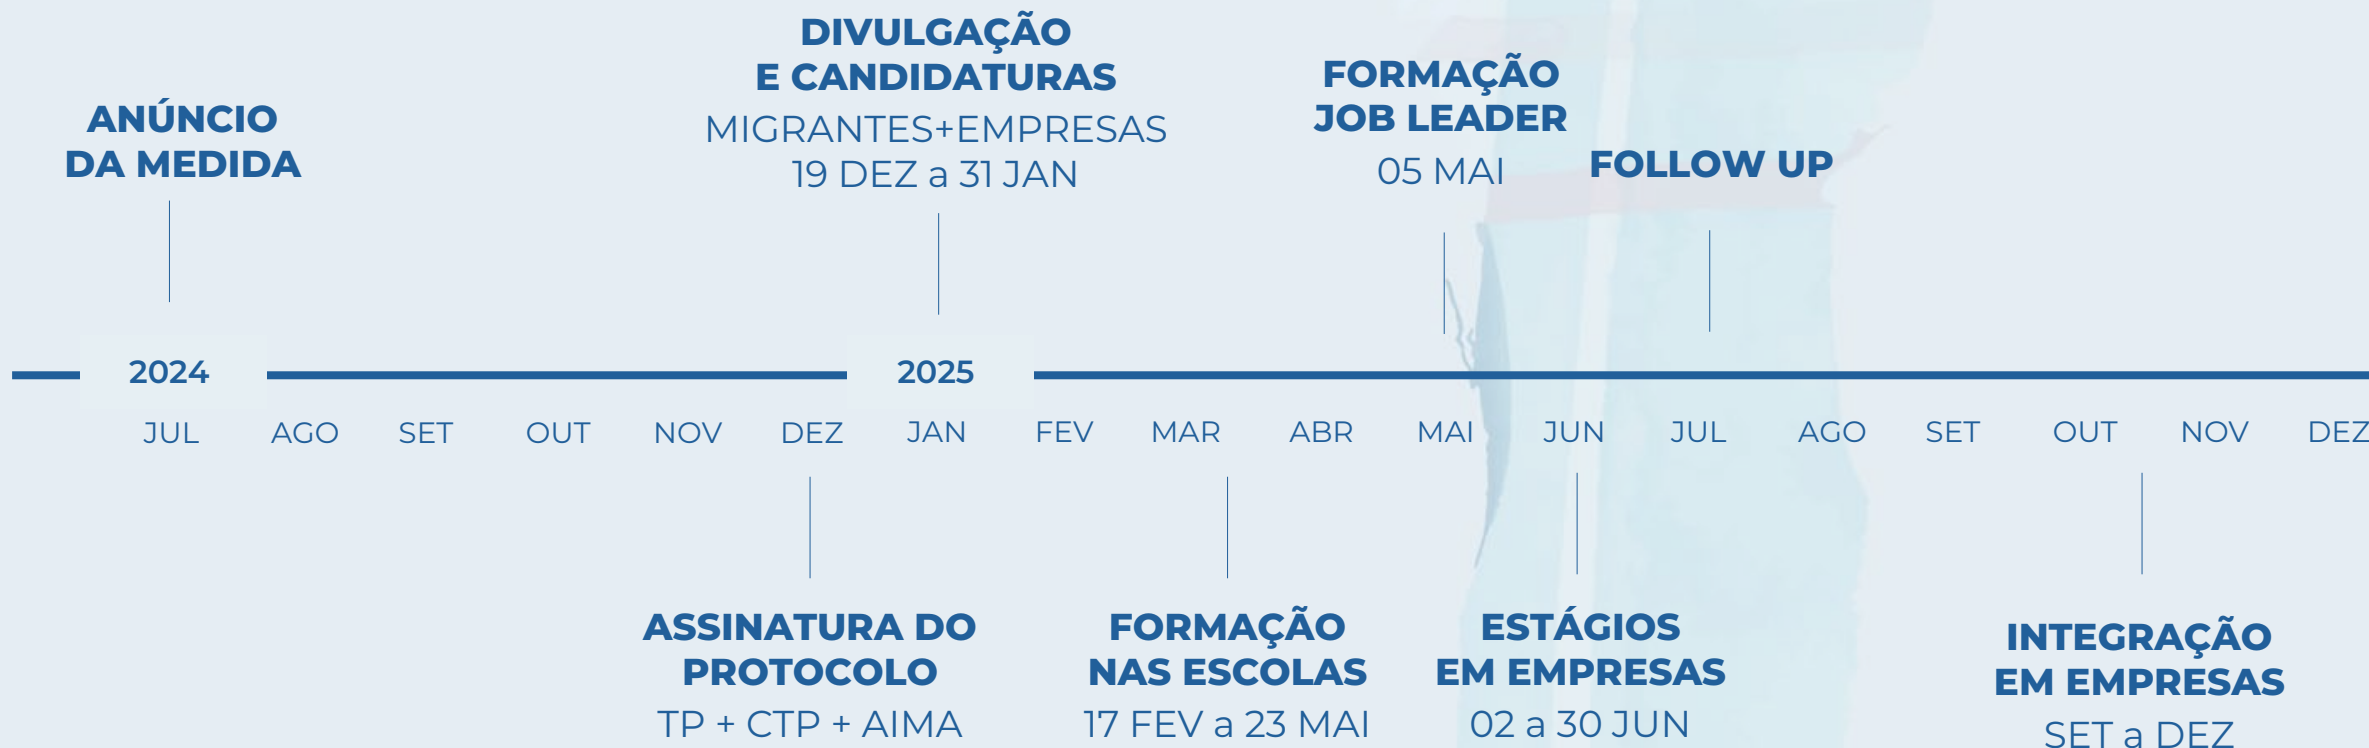 ANÚNCIO
DA MEDIDA
DIVULGAÇÃO
E CANDIDATURAS
MIGRANTES+EMPRESAS
19 DEZ a 31 JAN
FORMAÇÃO
JOB LEADER
05 MAI
FOLLOW UP
2024
2025
JUL AGO SET OUT NOV DEZ JAN FEV MAR ABR MAI JUN JUL AGO SET OUT NOV DEZ
ASSINATURA DO
PROTOCOLO
TP + CTP + AIMA
FORMAÇÃO
NAS ESCOLAS
17 FEV a 23 MAI
ESTÁGIOS
EM EMPRESAS
02 a 30 JUN
INTEGRAÇÃO
EM EMPRESAS
SET a DEZ